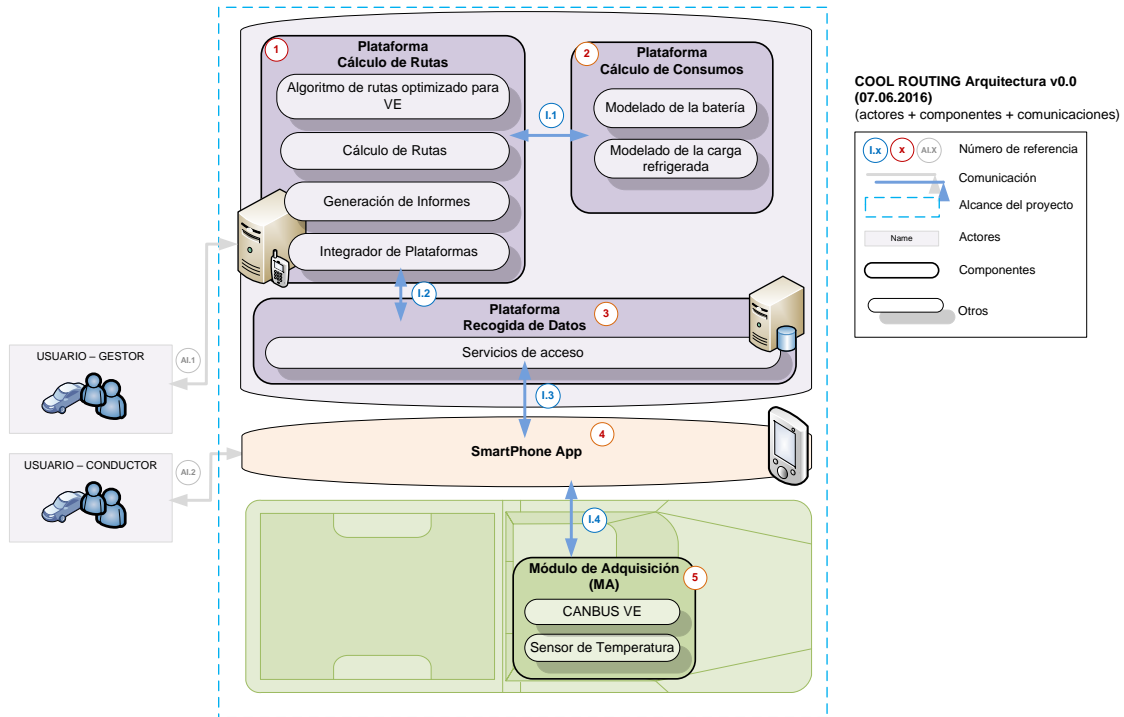 1
Plataforma
Cálculo de Rutas
Algoritmo de rutas optimizado para
VE
Cálculo de Rutas
Generación de Informes
Integrador de Plataformas
I.1
2
Plataforma
Cálculo de Consumos
Modelado de la batería
Modelado de la carga
refrigerada
I.2
Plataforma
Recogida de Datos
3
Servicios de acceso
I.3
USUARIO – GESTOR
AI.1
USUARIO – CONDUCTOR
AI.2
4
SmartPhone App
I.4
Módulo de Adquisición
(MA)
5
CANBUS VE
Sensor de Temperatura
COOL ROUTING Arquitectura v0.0
(07.06.2016)
(actores + componentes + comunicaciones)
I.x x AI.X Número de referencia
Comunicación
Alcance del proyecto
Name Actores
Componentes
Otros